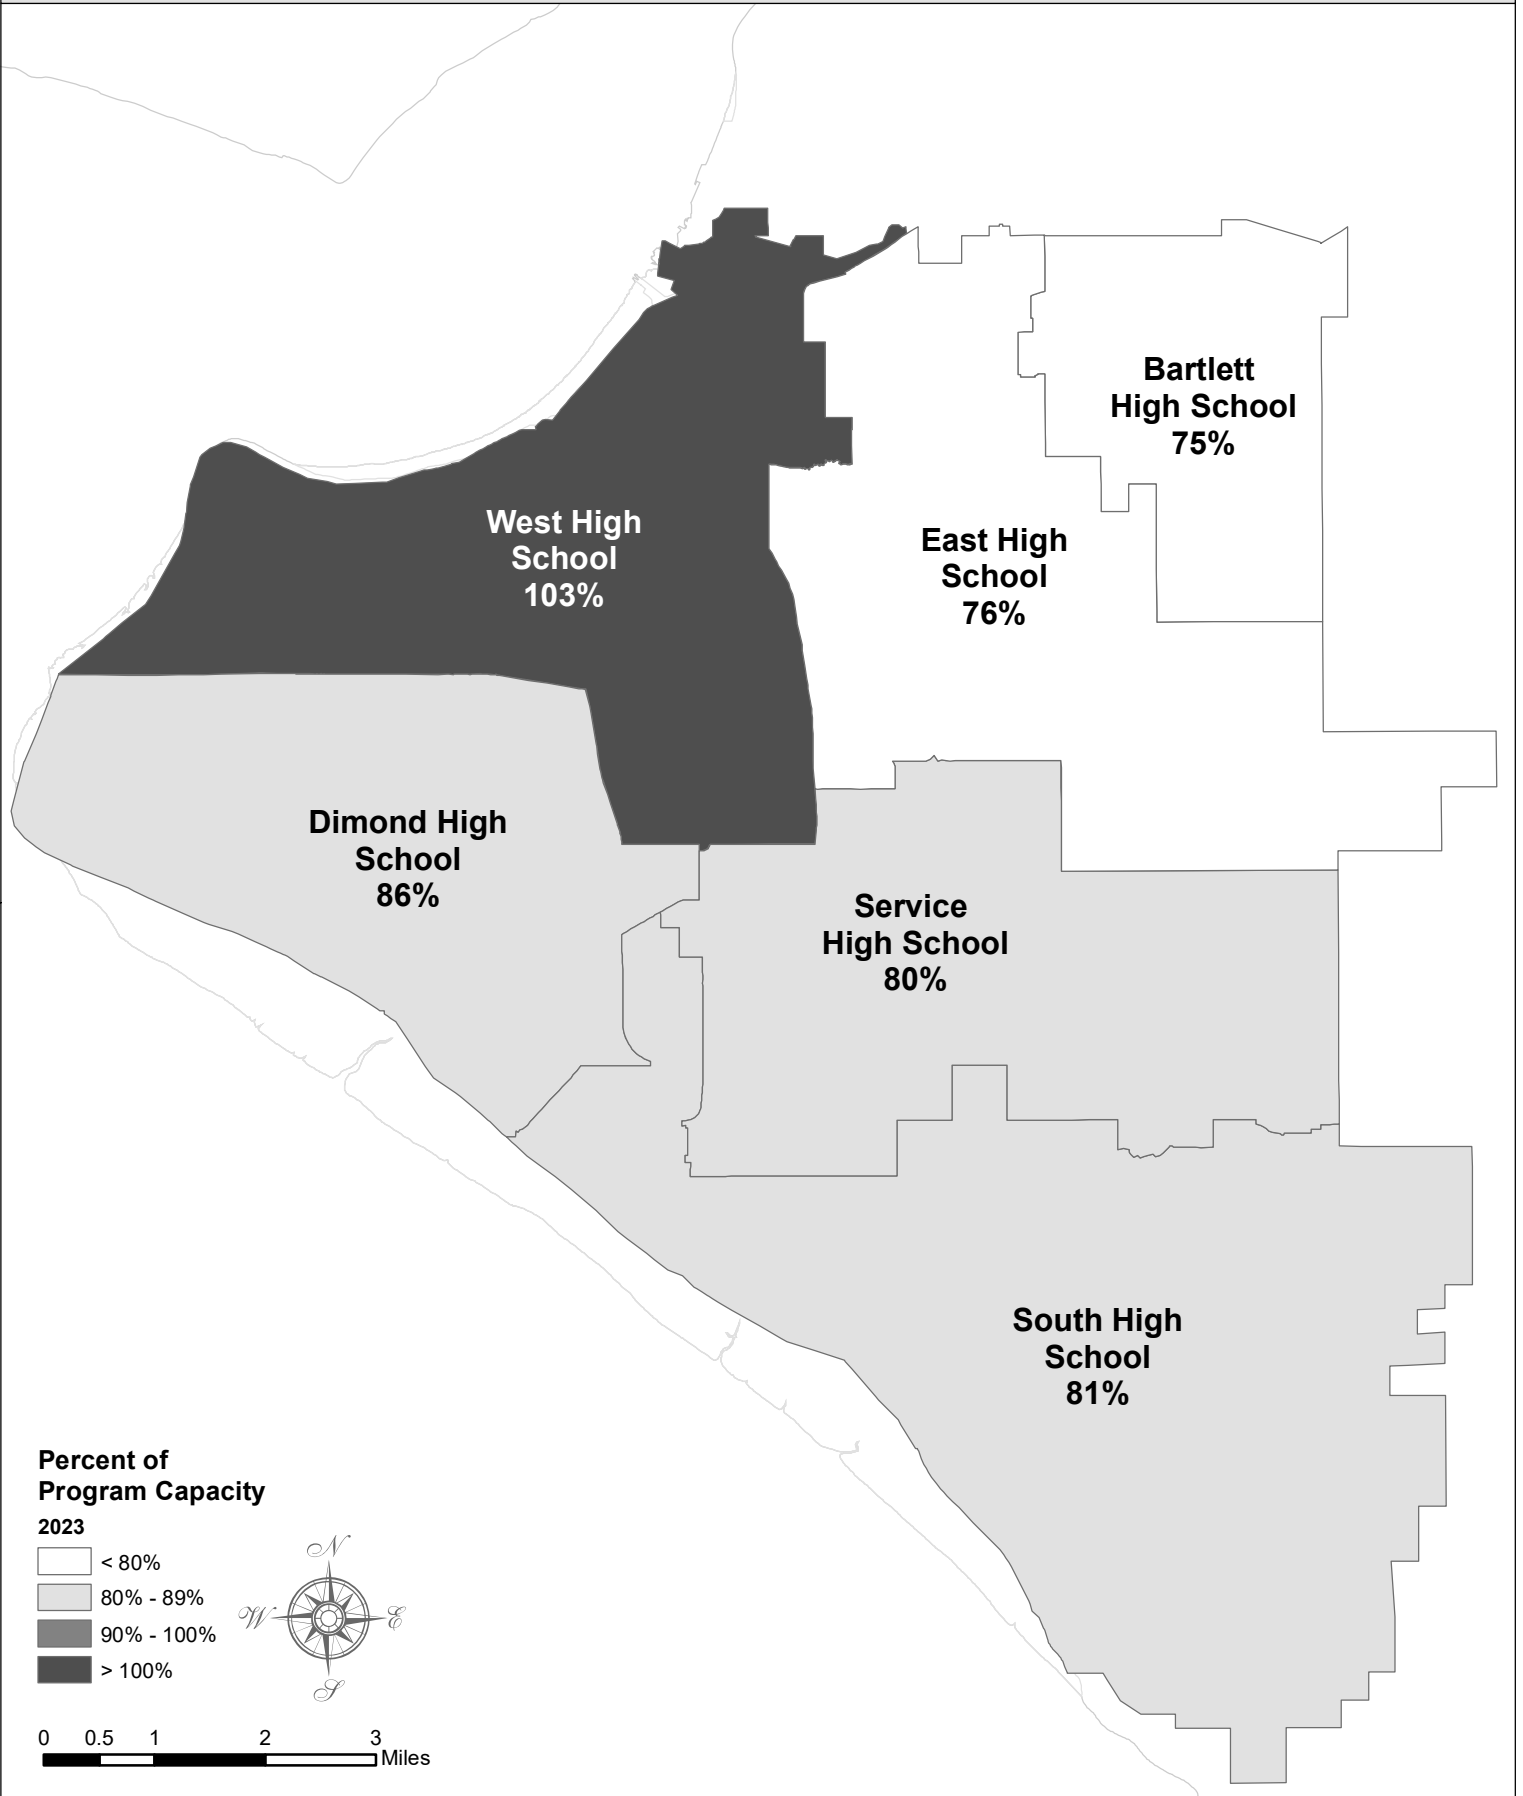 Bartlett
High School
75%
West High
School
103%
East High
School
76%
Dimond High
School
86%
Service
High School
80%
South High
School
81%
Percent of
Program Capacity
2023
< 80%
80% - 89%
90% - 100%
> 100%
N
W
E
S
0 0.5 1 2 3
Miles